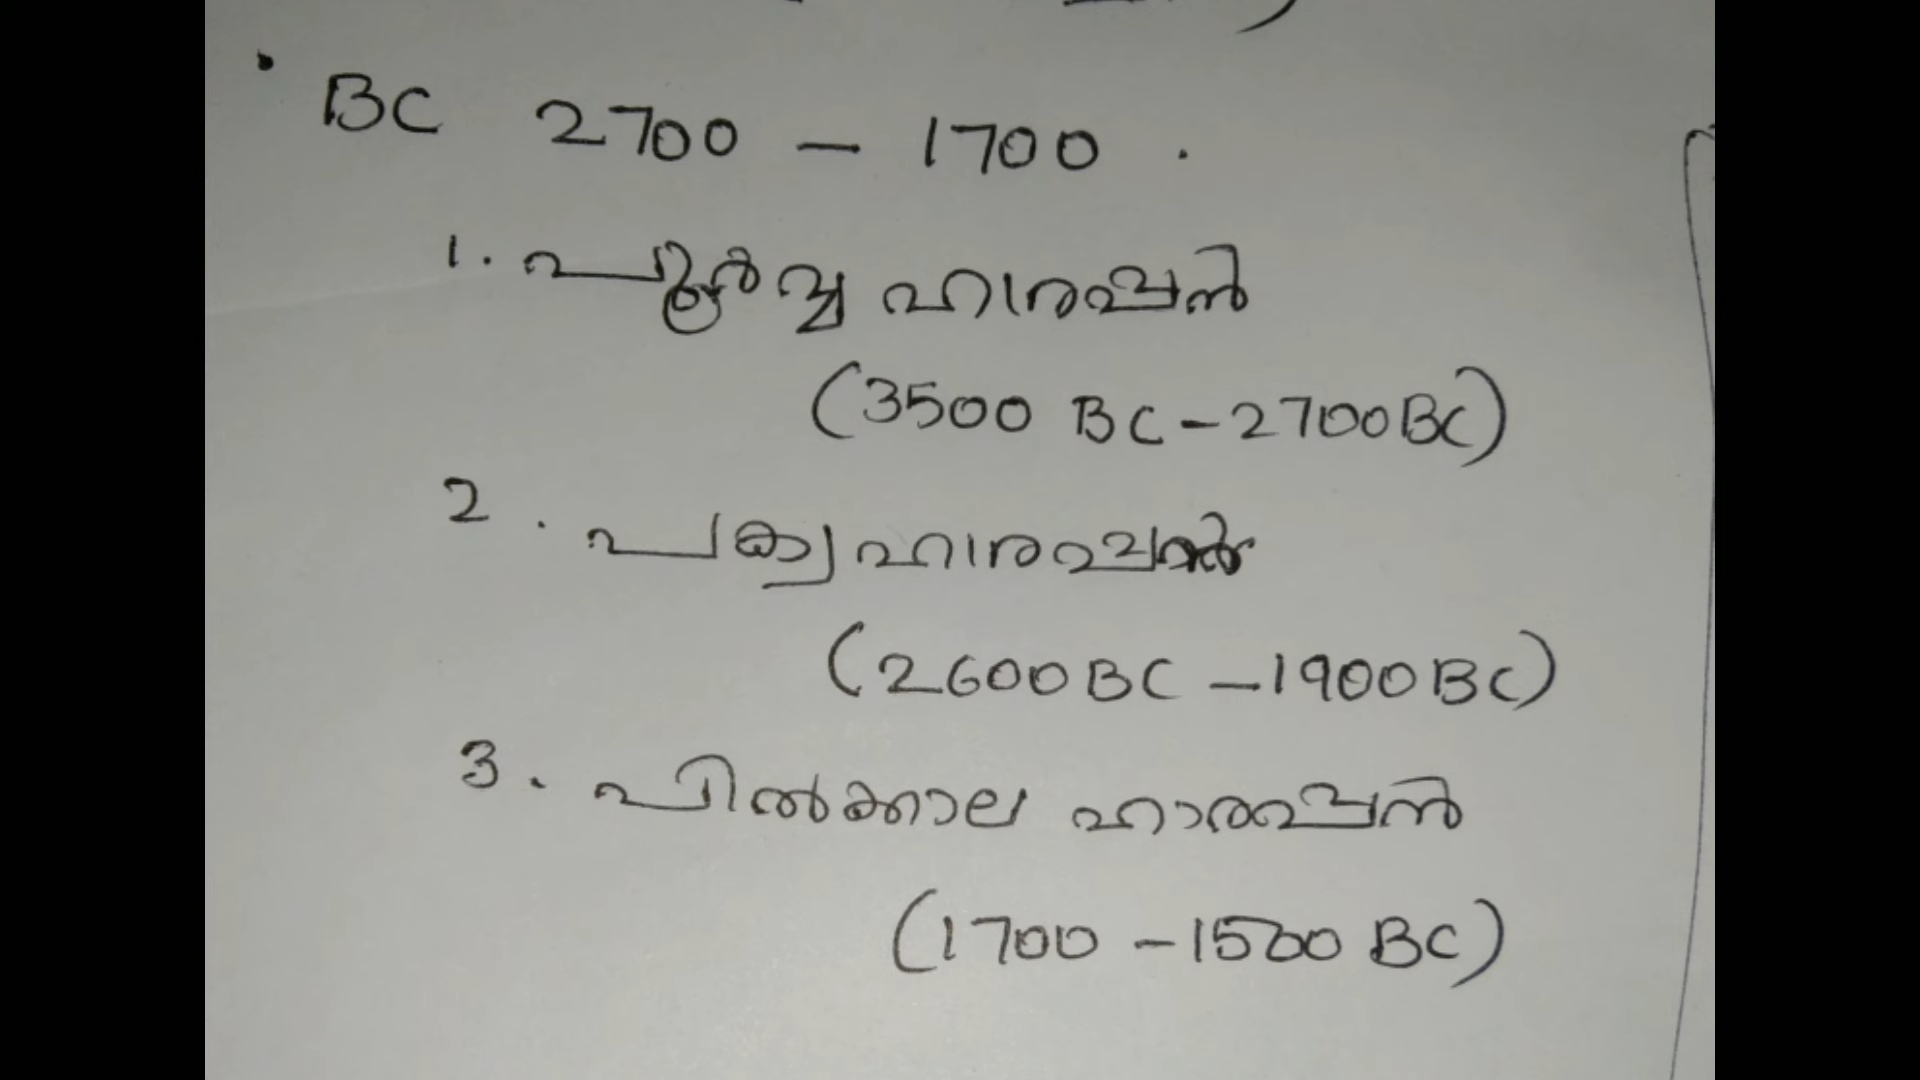 • BC 2700 – 1700 .
1. പൂർവ്വ ഹാരപ്പൻ
(3500 BC – 2700 BC)
2. പക്വ ഹാരപ്പൻ
(2600 BC – 1900 BC)
3. പിൽക്കാല ഹാരപ്പൻ
(1700 – 1500 BC)